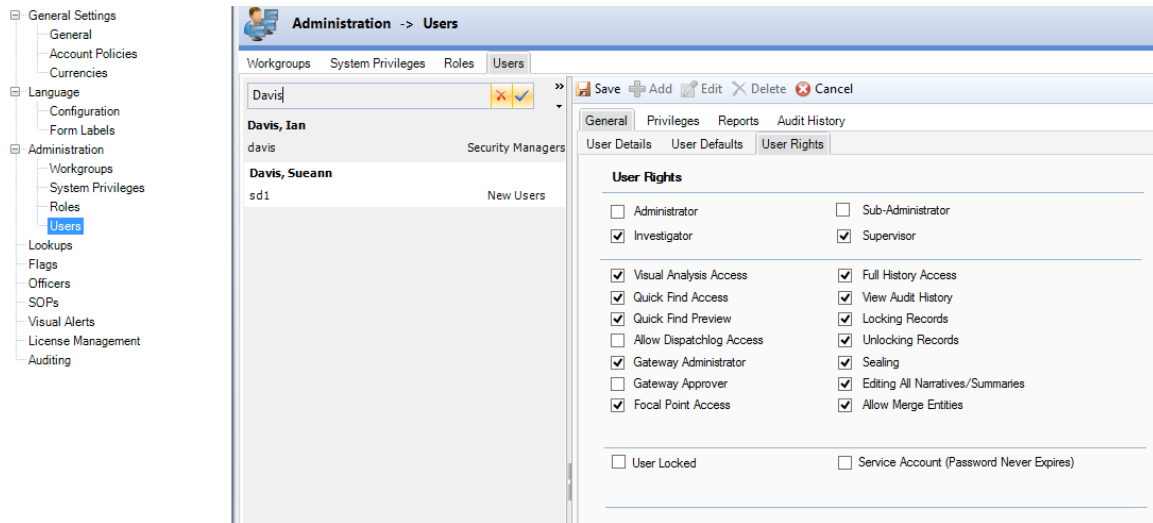 General Settings
General
Account Policies
Currencies
Language
Configuration
Form Labels
Administration
Workgroups
System Privileges
Roles
Users
Lookups
Flags
Officers
SOPs
Visual Alerts
License Management
Auditing
Administration -> Users
Workgroups System Privileges Roles Users
Davis
Davis, Ian
davis Security Managers
Davis, Sueann
sd1 New Users
Save Add Edit Delete Cancel
General Privileges Reports Audit History
User Details User Defaults User Rights
User Rights
Administrator Sub-Administrator
Investigator Supervisor
Visual Analysis Access Full History Access
Quick Find Access View Audit History
Quick Find Preview Locking Records
Allow Dispatchlog Access Unlocking Records
Gateway Administrator Sealing
Gateway Approver Editing All Narratives/Summaries
Focal Point Access Allow Merge Entities
User Locked Service Account (Password Never Expires)